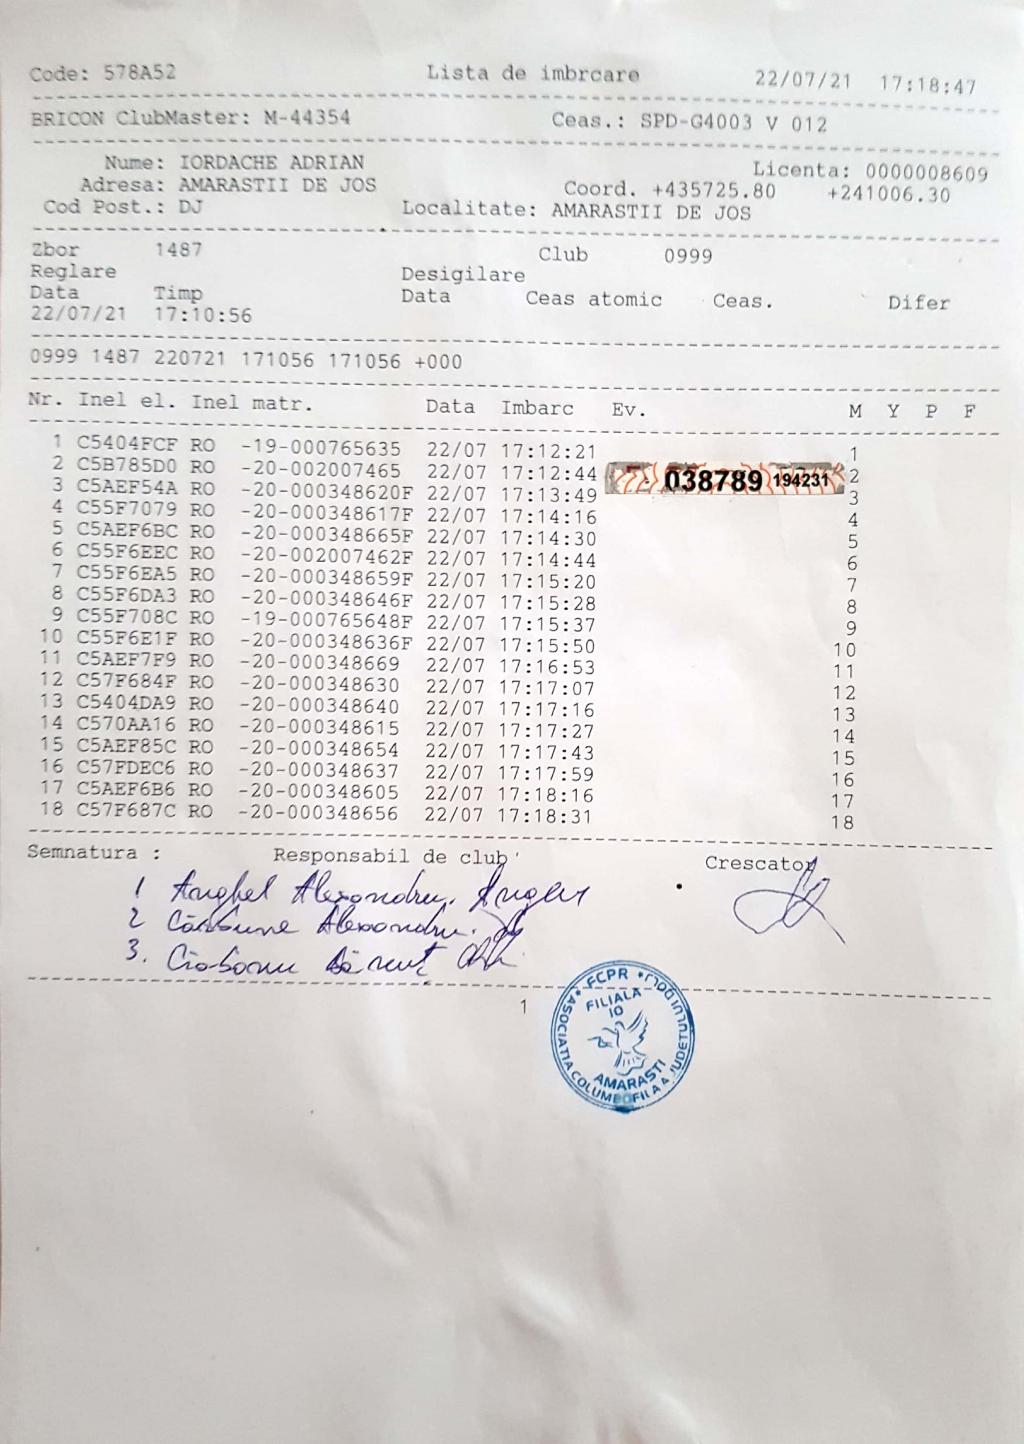 Code: 578A52 Lista de imbrcare 22/07/21 17:18:47
BRICON ClubMaster: M-44354 Ceas.: SPD-G4003 V 012
Nume: IORDACHE ADRIAN Licenta: 0000008609
Adresa: AMARASTII DE JOS Coord. +435725.80 +241006.30
Cod Post.: DJ Localitate: AMARASTII DE JOS
Zbor 1487 Club 0999
Reglare Desigilare
Data Timp Data Ceas atomic Ceas. Difer
22/07/21 17:10:56
0999 1487 220721 171056 171056 +000
Nr. Inel el. Inel matr. Data Imbarc Ev. M Y P F
1 C5404FCF RO -19-000765635 22/07 17:12:21 1
2 C5B785D0 RO -20-002007465 22/07 17:12:44 2
038789 194231
3 C5AEF54A RO -20-000348620F 22/07 17:13:49 3
4 C55F7079 RO -20-000348617F 22/07 17:14:16 4
5 C5AEF6BC RO -20-000348665F 22/07 17:14:30 5
6 C55F6EEC RO -20-002007462F 22/07 17:14:44 6
7 C55F6EA5 RO -20-000348659F 22/07 17:15:20 7
8 C55F6DA3 RO -20-000348646F 22/07 17:15:28 8
9 C55F708C RO -19-000765648F 22/07 17:15:37 9
10 C55F6E1F RO -20-000348636F 22/07 17:15:50 10
11 C5AEF7F9 RO -20-000348669 22/07 17:16:53 11
12 C57F684F RO -20-000348630 22/07 17:17:07 12
13 C5404DA9 RO -20-000348640 22/07 17:17:16 13
14 C570AA16 RO -20-000348615 22/07 17:17:27 14
15 C5AEF85C RO -20-000348654 22/07 17:17:43 15
16 C57FDEC6 RO -20-000348637 22/07 17:17:59 16
17 C5AEF6B6 RO -20-000348605 22/07 17:18:16 17
18 C57F687C RO -20-000348656 22/07 17:18:31 18
Semnatura : Responsabil de club Crescator
1 Anghel Alexandru.
2 Cărbune Alexandru.
3.
1
FCPR
FILIALA
10
AMARASTI
ASOCIATIA COLUMBOFILA A JUDETULUI DOLJ